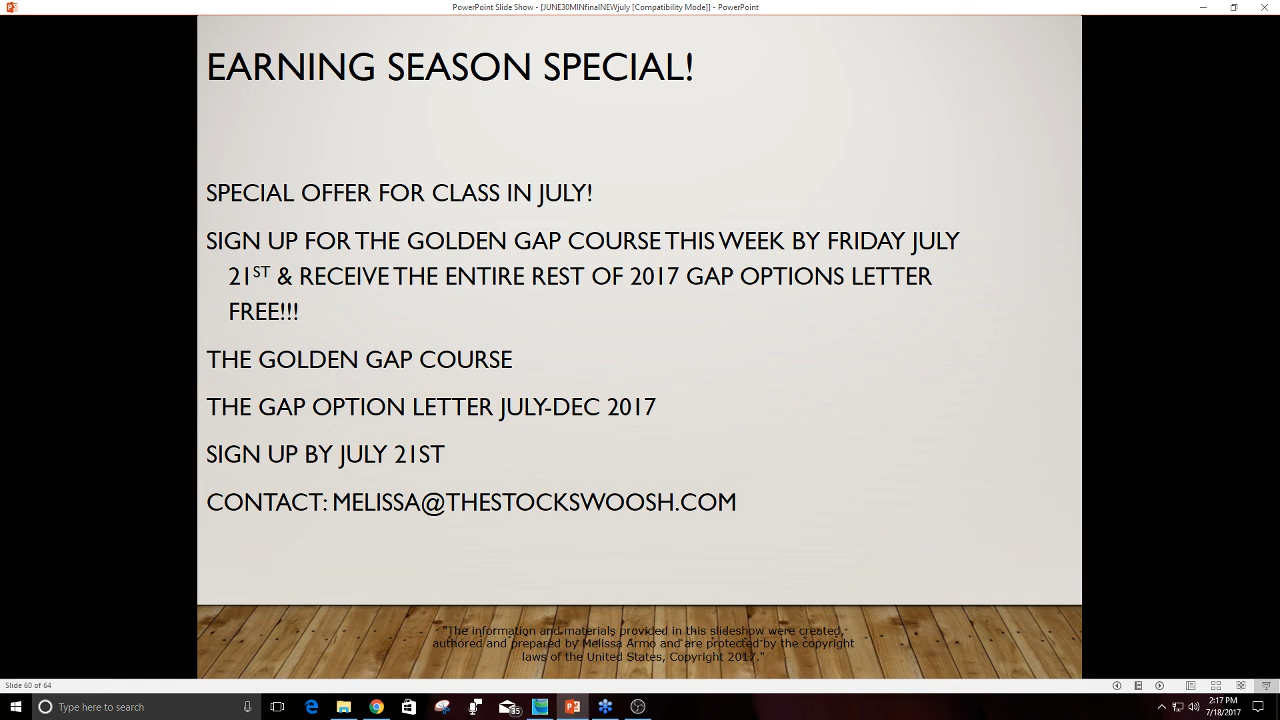 PowerPoint Slide Show - [JUNE30MINfinalNEWjuly [Compatibility Mode]] - PowerPoint
EARNING SEASON SPECIAL!
SPECIAL OFFER FOR CLASS IN JULY!
SIGN UP FOR THE GOLDEN GAP COURSE THIS WEEK BY FRIDAY JULY
21ST & RECEIVE THE ENTIRE REST OF 2017 GAP OPTIONS LETTER
FREE!!!
THE GOLDEN GAP COURSE
THE GAP OPTION LETTER JULY-DEC 2017
SIGN UP BY JULY 21ST
CONTACT: MELISSA@THESTOCKSWOOSH.COM
"The information and materials provided in this slideshow were created,
authored and prepared by Melissa Armo and are protected by the copyright
laws of the United States, Copyright 2017."
Slide 60 of 64
Type here to search
35
2:17 PM
7/18/2017